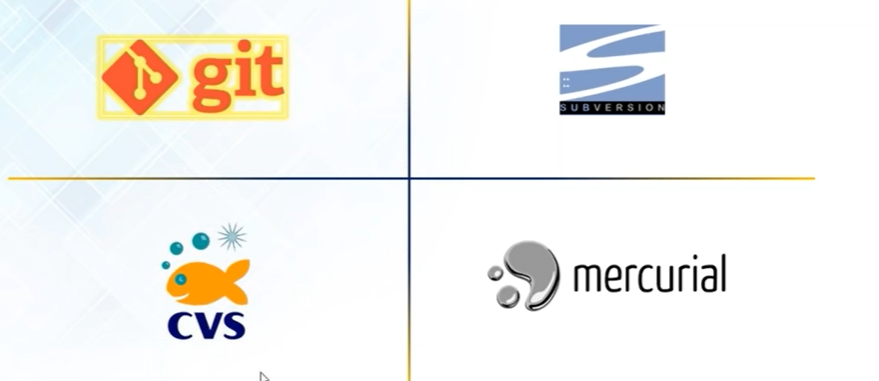 git
SUBVERSION
CVS
mercurial